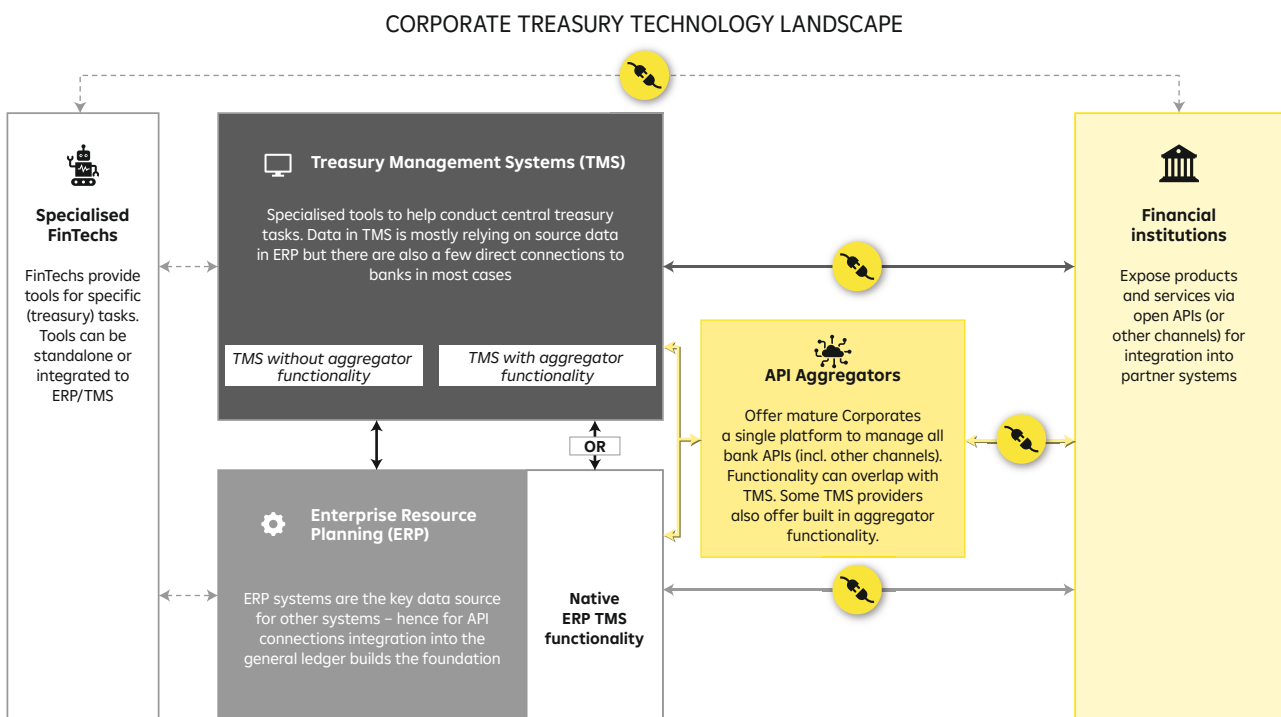 CORPORATE TREASURY TECHNOLOGY LANDSCAPE
Specialised
FinTechs
FinTechs provide
tools for specific
(treasury) tasks.
Tools can be
standalone or
integrated to
ERP/TMS
Treasury Management Systems (TMS)
Specialised tools to help conduct central treasury
tasks. Data in TMS is mostly relying on source data
in ERP but there are also a few direct connections to
banks in most cases
TMS without aggregator
functionality
TMS with aggregator
functionality
OR
Enterprise Resource
Planning (ERP)
ERP systems are the key data source
for other systems – hence for API
connections integration into the
general ledger builds the foundation
Native
ERP TMS
functionality
API Aggregators
Offer mature Corporates
a single platform to manage all
bank APIs (incl. other channels).
Functionality can overlap with
TMS. Some TMS providers
also offer built in aggregator
functionality.
Financial
institutions
Expose products
and services via
open APIs (or
other channels) for
integration into
partner systems